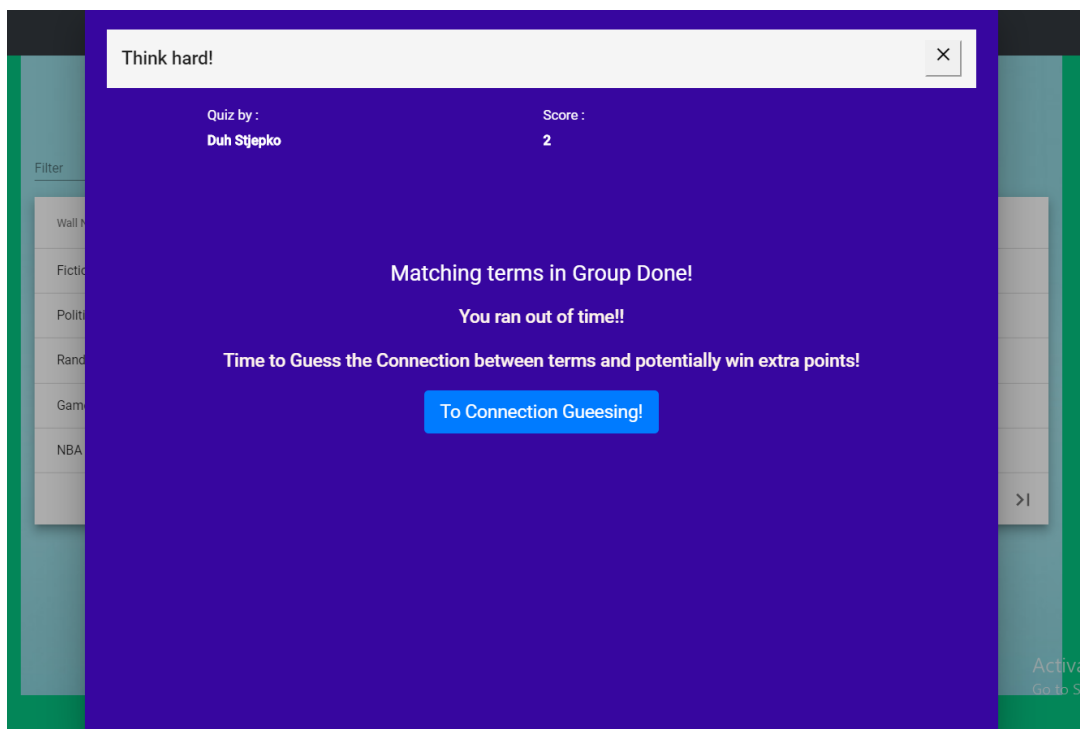 Think hard!
×
Quiz by :
Score :
Duh Stjepko
2
Filter
Wall N
Fictio
Politi
Rand
Gam
NBA
Matching terms in Group Done!
You ran out of time!!
Time to Guess the Connection between terms and potentially win extra points!
To Connection Gueesing!
Activa
Go to S